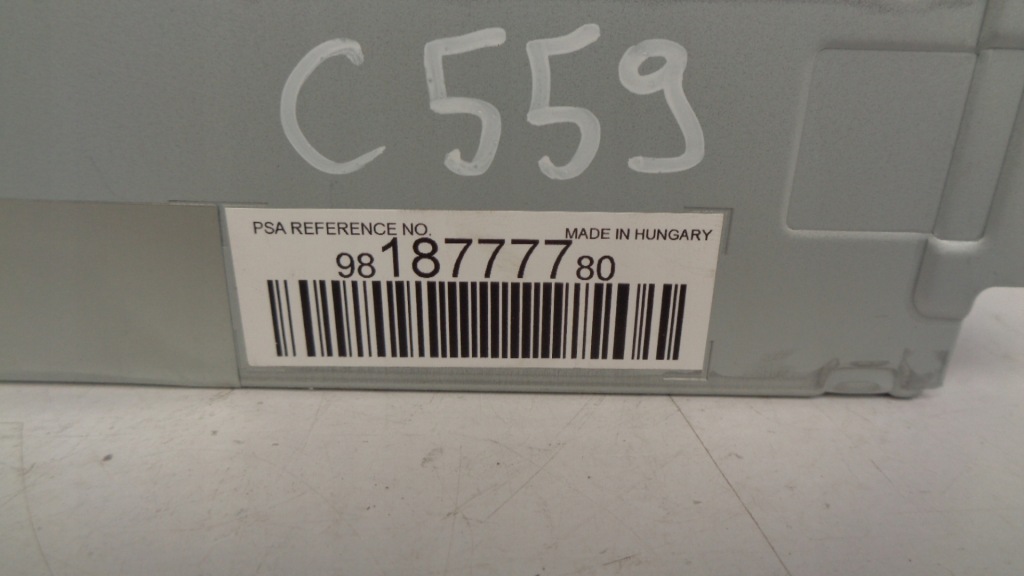 C559
PSA REFERENCE NO. MADE IN HUNGARY
9818777780